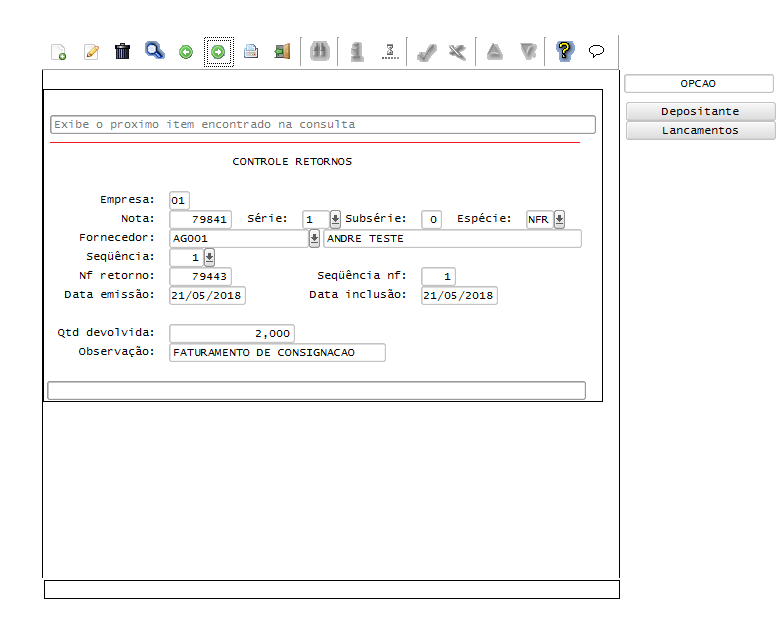 OPCAO
Depositante
Lancamentos
Exibe o proximo item encontrado na consulta
CONTROLE RETORNOS
Empresa: 01
Nota: 79841 Série: 1 Subsérie: 0 Espécie: NFR
Fornecedor: AG001 ANDRE TESTE
Seqüência: 1
Nf retorno: 79443 Seqüência nf: 1
Data emissão: 21/05/2018 Data inclusão: 21/05/2018
Qtd devolvida: 2,000
Observação: FATURAMENTO DE CONSIGNACAO